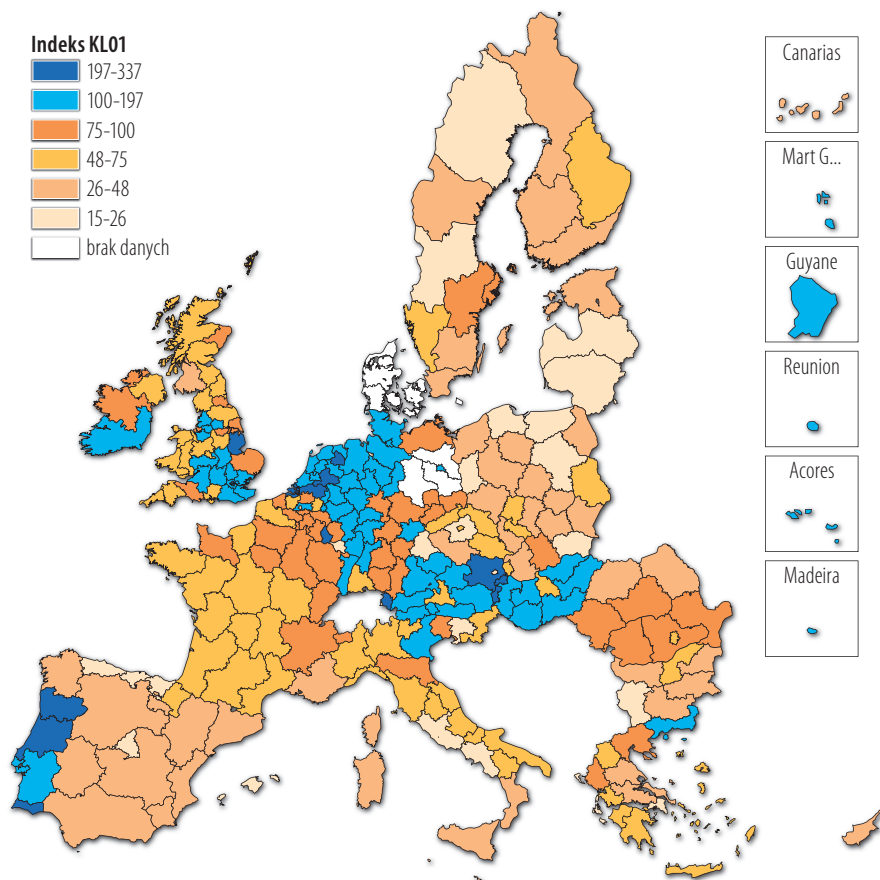 Indeks KL01
197-337
100-197
75-100
48-75
26-48
15-26
brak danych
Canarias
Mart G...
Guyane
Reunion
Acores
Madeira